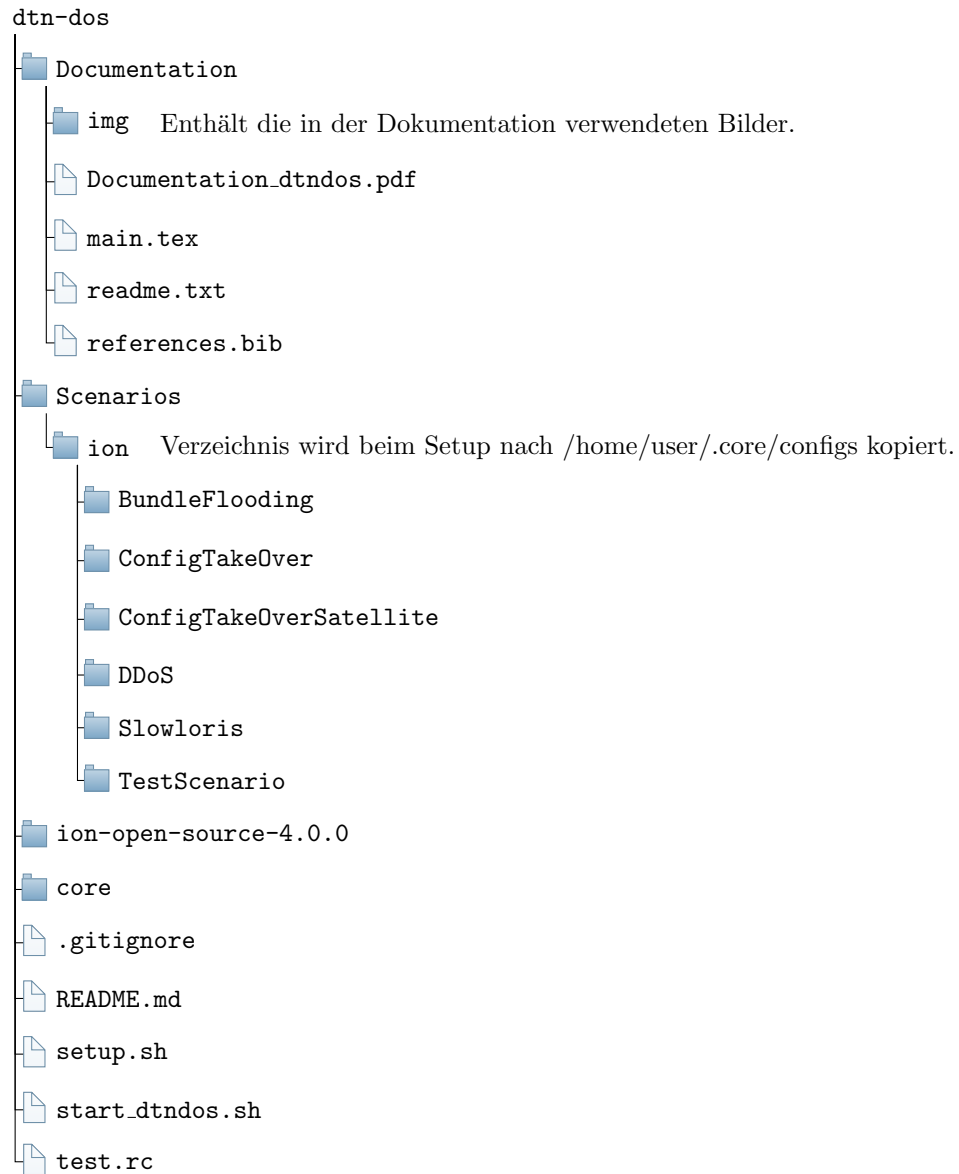 dtn-dos
Documentation
img Enthält die in der Dokumentation verwendeten Bilder.
Documentation_dtndos.pdf
main.tex
readme.txt
references.bib
Scenarios
ion Verzeichnis wird beim Setup nach /home/user/.core/configs kopiert.
BundleFlooding
ConfigTakeOver
ConfigTakeOverSatellite
DDoS
Slowloris
TestScenario
ion-open-source-4.0.0
core
.gitignore
README.md
setup.sh
start_dtndos.sh
test.rc